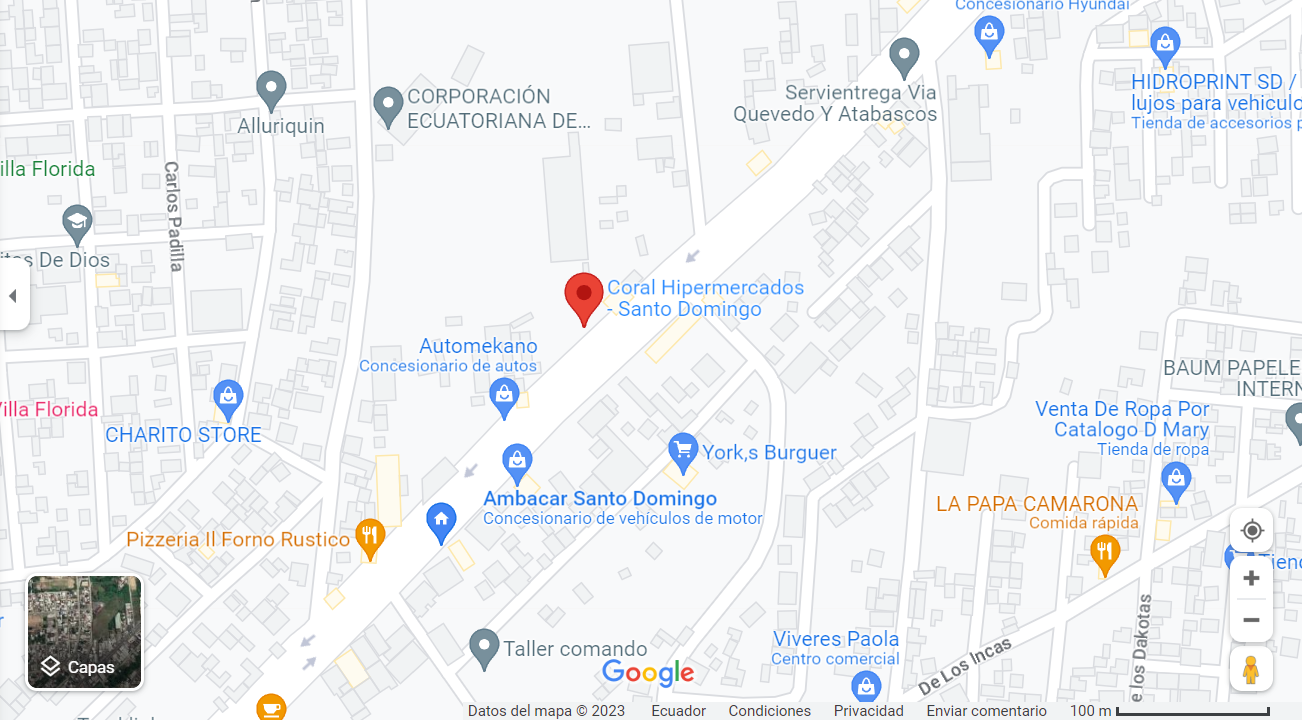 Concesionario Hyundai
HIDROPRINT SD /
lujos para vehiculo
Tienda de accesorios p
Servientrega Via
Quevedo Y Atabascos
CORPORACIÓN
ECUATORIANA DE...
Alluriquin
illa Florida
Carlos Padilla
itos De Dios
Coral Hipermercados
- Santo Domingo
Automekano
Concesionario de autos
BAUM PAPELE
INTERN
Villa Florida
CHARITO STORE
Venta De Ropa Por
Catalogo D Mary
Tienda de ropa
York,s Burguer
Ambacar Santo Domingo
Concesionario de vehículos de motor
LA PAPA CAMARONA
Comida rápida
Pizzeria Il Forno Rustico
Tiend
Capas
Taller comando
Viveres Paola
Centro comercial
De Los Incas
e los Dakotas
Google
Datos del mapa © 2023 Ecuador Condiciones Privacidad Enviar comentario 100 m